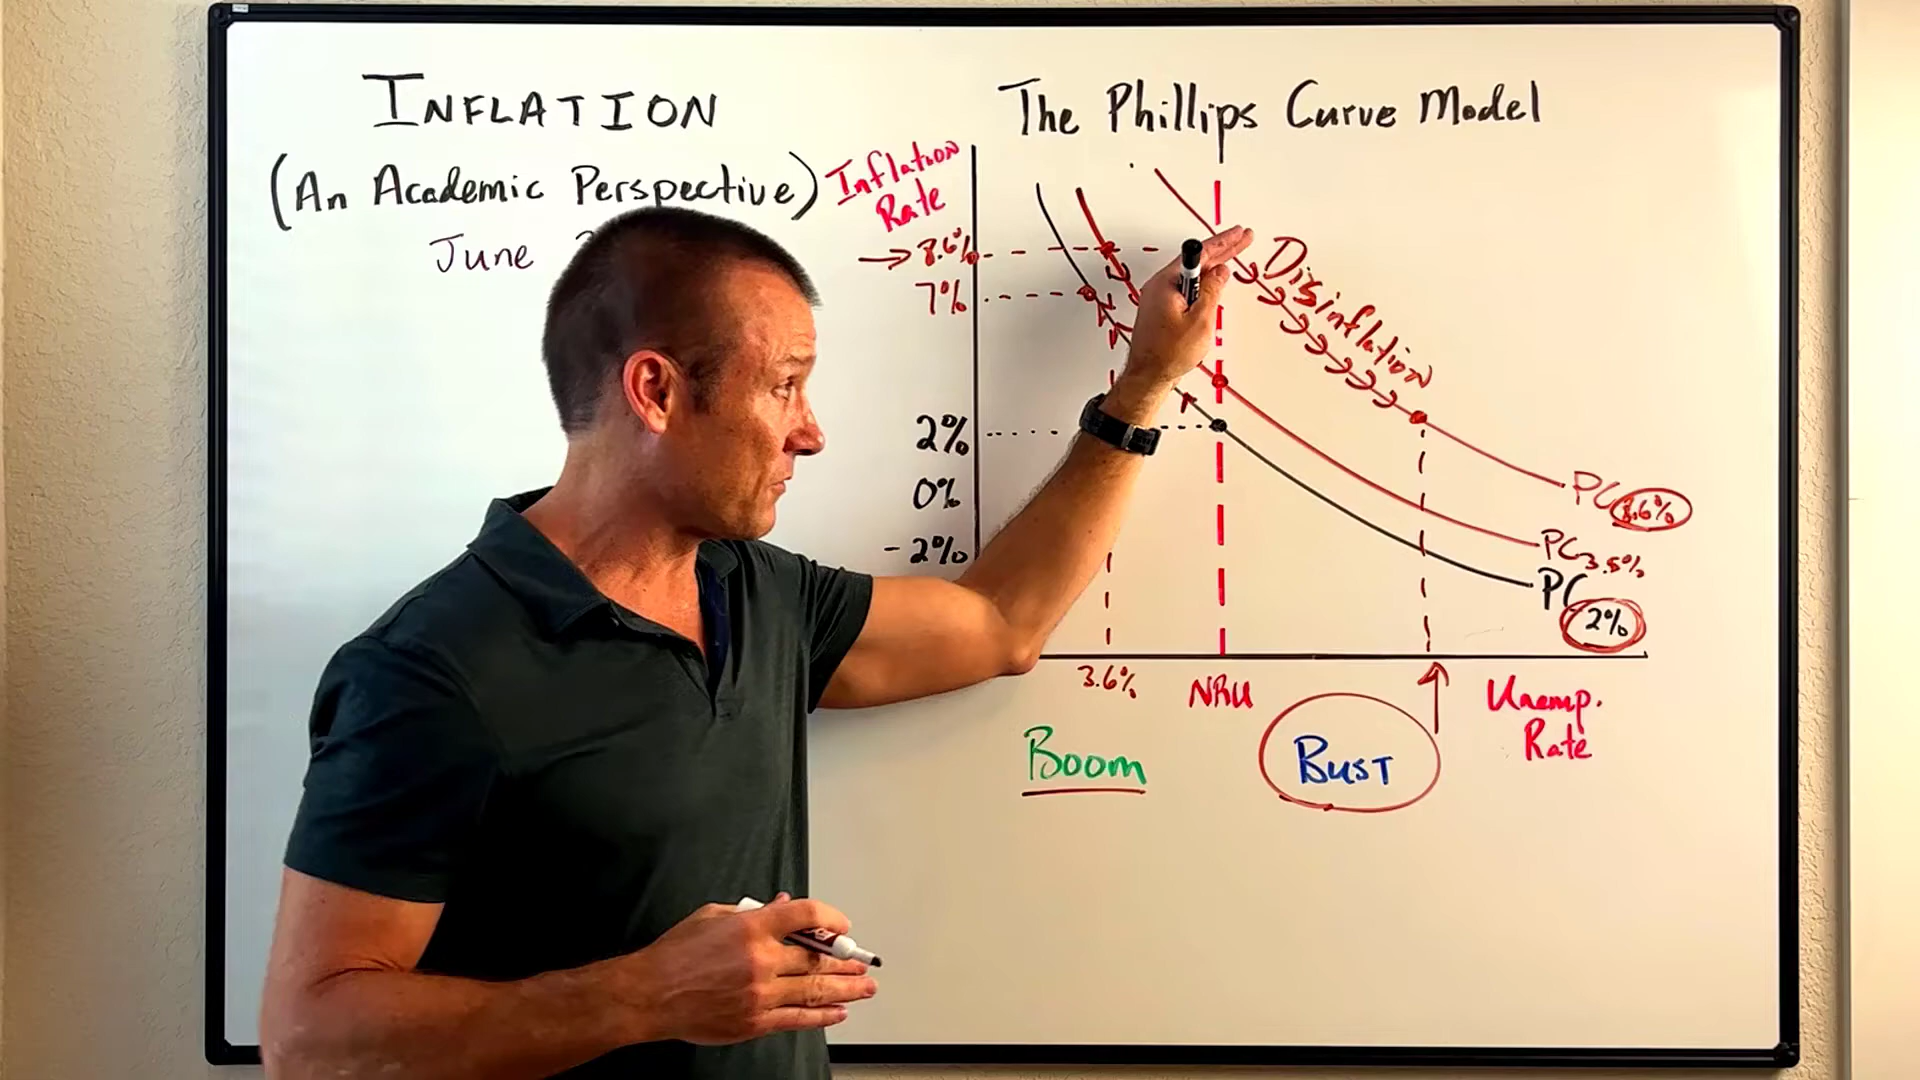 INFLATION
(An Academic Perspective)
June
The Phillips Curve Model
Inflation
Rate
→ 8.6%
7%
2%
0%
-2%
Disinflation
PC 8.6%
PC 3.5%
PC 2%
3.6%
NRU
Unemp.
Rate
Boom
BUST